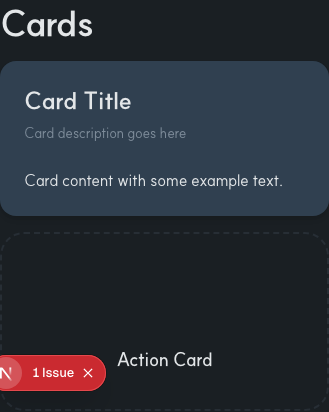 Cards
Card Title
Card description goes here
Card content with some example text.
Action Card
N 1 Issue